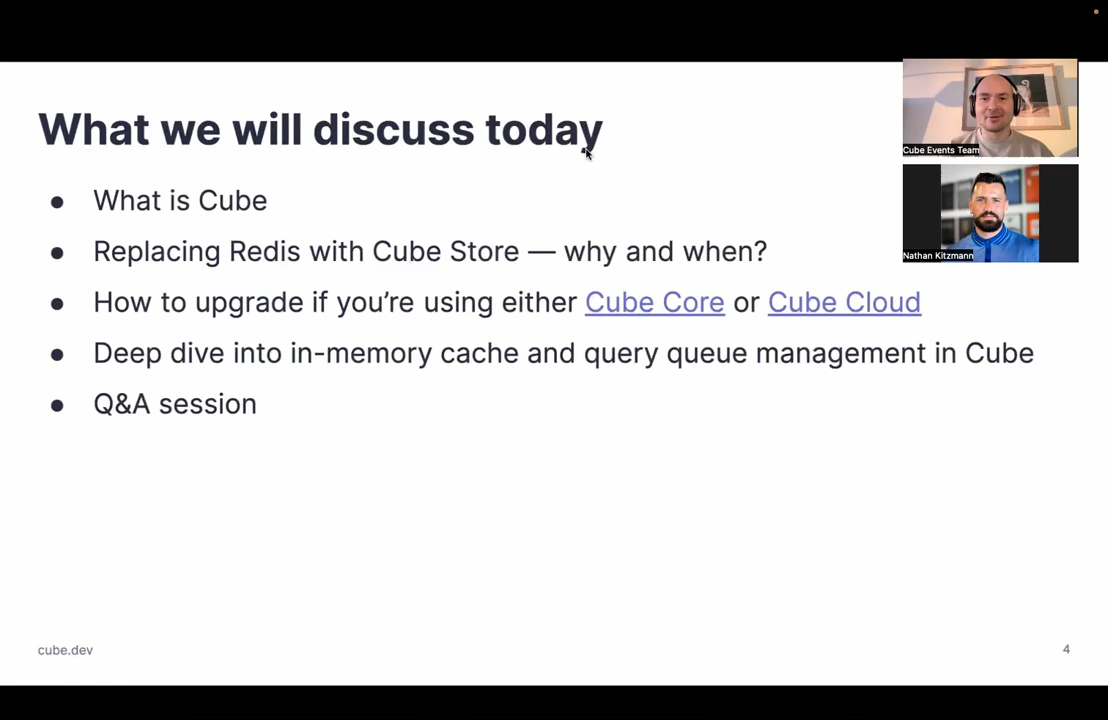 What we will discuss today
Cube Events Team
Nathan Kitzmann
● What is Cube
● Replacing Redis with Cube Store — why and when?
● How to upgrade if you’re using either Cube Core or Cube Cloud
● Deep dive into in-memory cache and query queue management in Cube
● Q&A session
cube.dev
4